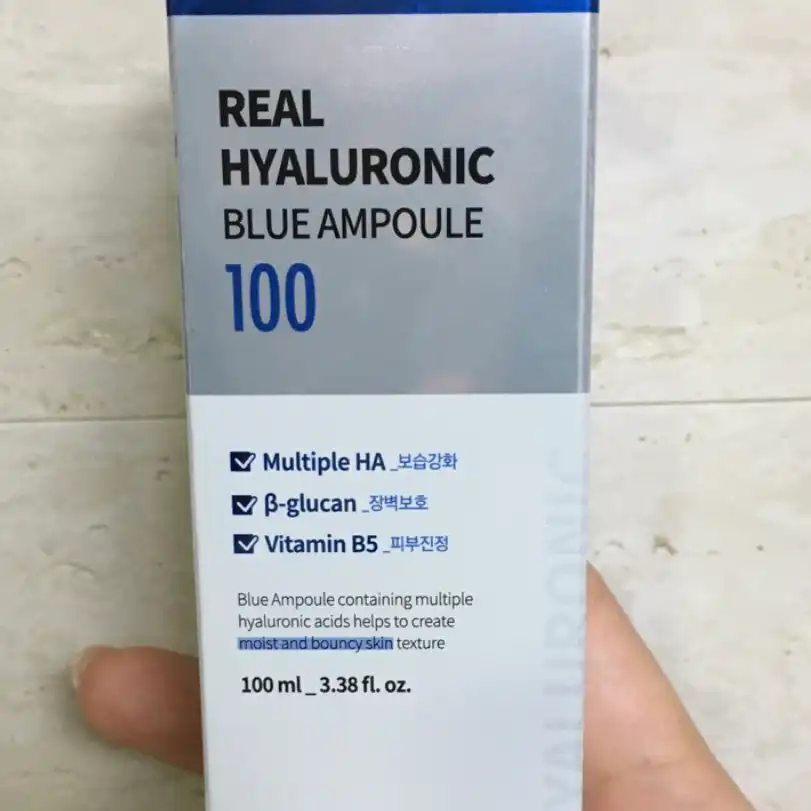 REAL
HYALURONIC
BLUE AMPOULE
100
Multiple HA _보습강화
β-glucan _장벽보호
Vitamin B5 _피부진정
Blue Ampoule containing multiple
hyaluronic acids helps to create
moist and bouncy skin texture
100 ml _ 3.38 fl. oz.
HYALURONIC